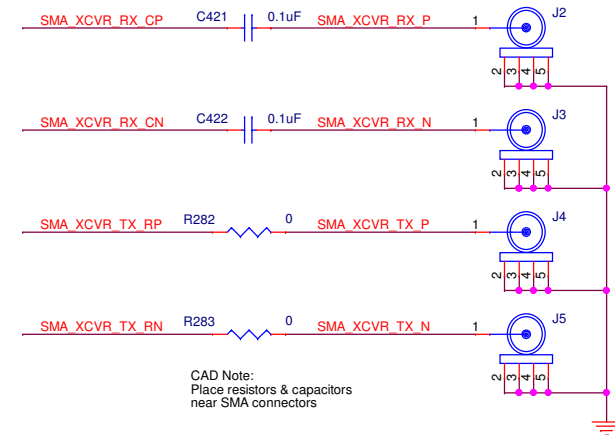 SMA_XCVR_RX_CP C421 0.1uF SMA_XCVR_RX_P 1 J2
2 3 4 5
SMA_XCVR_RX_CN C422 0.1uF SMA_XCVR_RX_N 1 J3
2 3 4 5
SMA_XCVR_TX_RP R282 0 SMA_XCVR_TX_P 1 J4
2 3 4 5
SMA_XCVR_TX_RN R283 0 SMA_XCVR_TX_N 1 J5
2 3 4 5
CAD Note:
Place resistors & capacitors
near SMA connectors